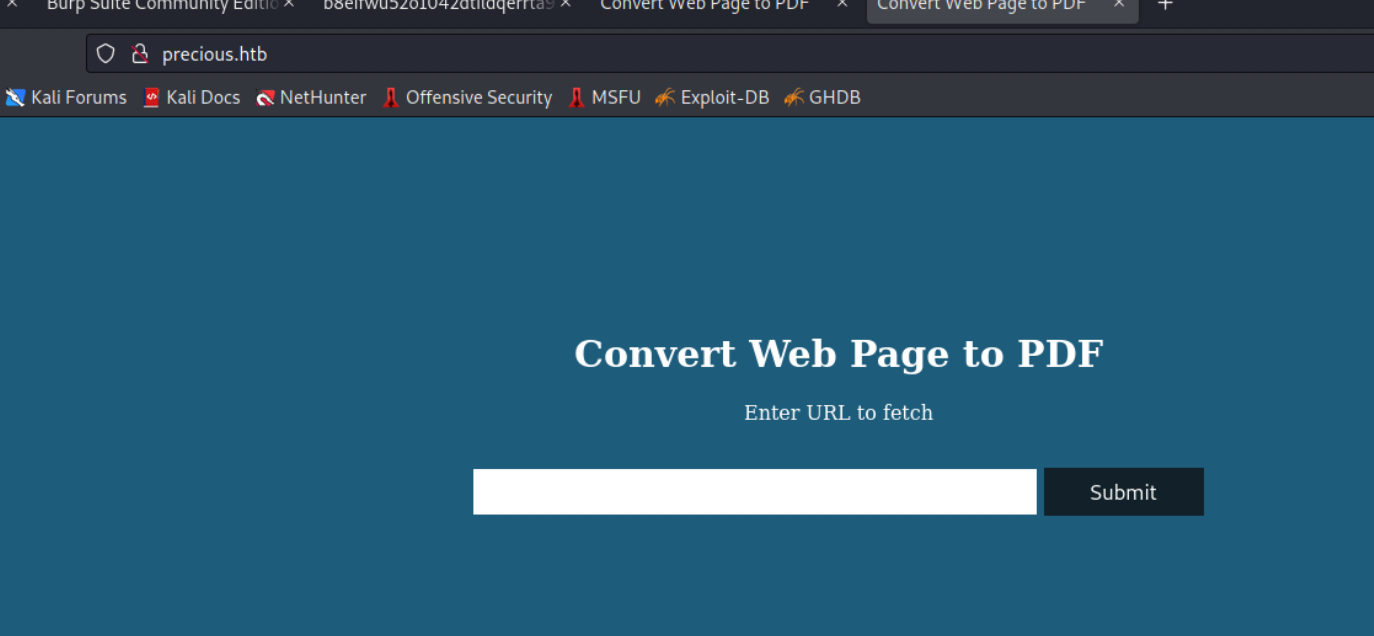 Burp Suite Community Editio
Convert Web Page to PDF
Convert Web Page to PDF
precious.htb
Kali Forums Kali Docs NetHunter Offensive Security MSFU Exploit-DB GHDB
Convert Web Page to PDF
Enter URL to fetch
Submit